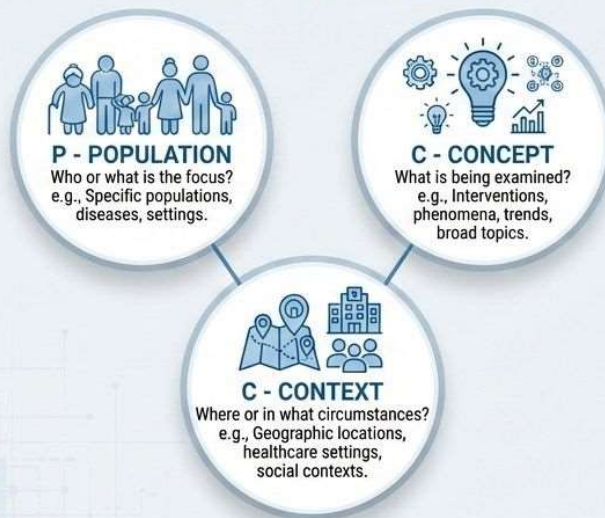 P - POPULATION
Who or what is the focus?
e.g., Specific populations,
diseases, settings.
C - CONCEPT
What is being examined?
e.g., Interventions,
phenomena, trends,
broad topics.
C - CONTEXT
Where or in what circumstances?
e.g., Geographic locations,
healthcare settings,
social contexts.